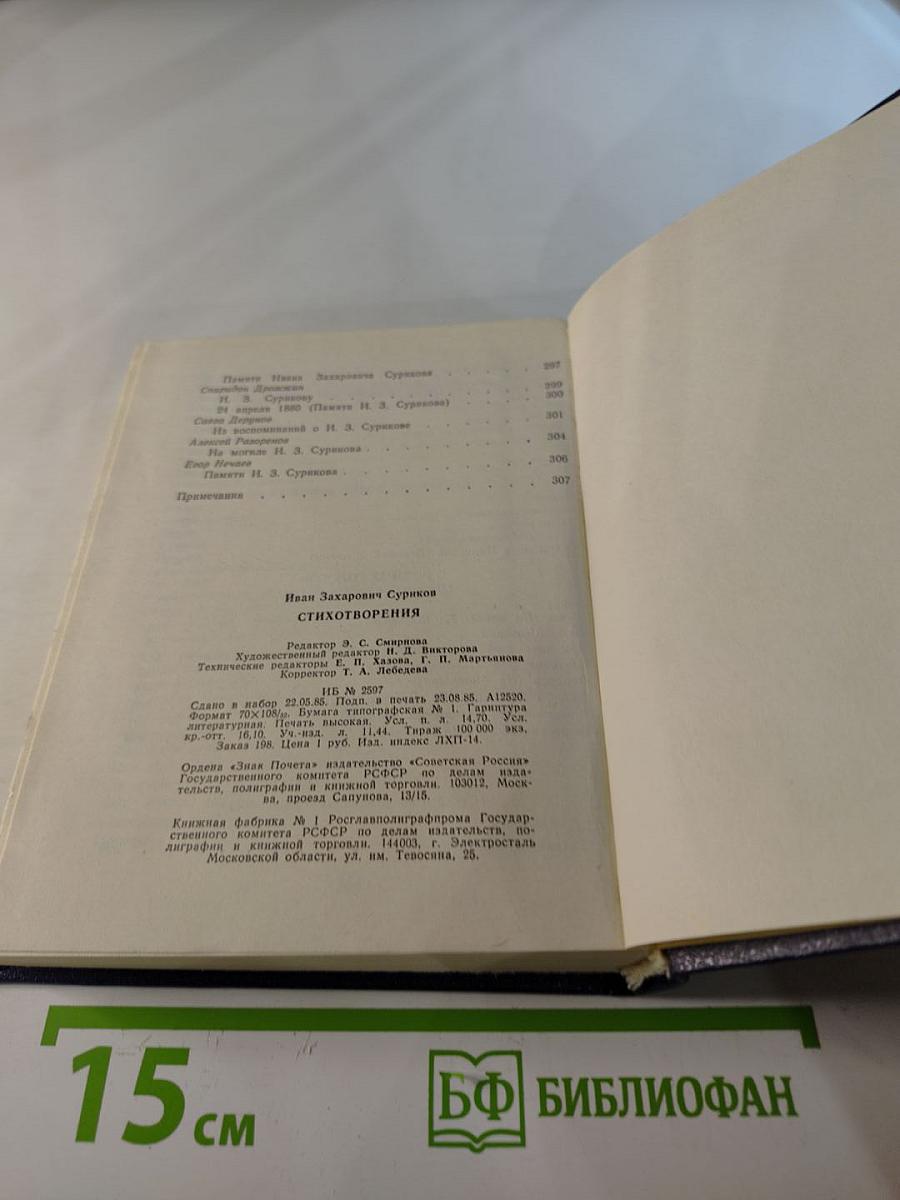 Памяти Ивана Захаровича Сурикова . . . . . 297
Спиридон Дрожжин
И. З. Сурикову . . . . . . . . . . 299
24 апреля 1880 (Памяти И. З. Сурикова) . . . . 300
Савва Дерунов
Из воспоминаний о И. З. Сурикове . . . . . 301
Алексей Разоренов
На могиле И. З. Сурикова . . . . . . . . 304
Егор Нечаев
Памяти И. З. Сурикова . . . . . . . . . 306
Примечания . . . . . . . . . . . . . . 307
Иван Захарович Суриков
СТИХОТВОРЕНИЯ
Редактор Э. С. Смирнова
Художественный редактор Н. Д. Викторова
Технические редакторы Е. П. Хазова, Г. П. Мартьянова
Корректор Т. А. Лебедева
ИБ № 2597
Сдано в набор 22.05.85. Подп. в печать 23.08.85. А12520.
Формат 70×108/32. Бумага типографская № 1. Гарнитура
литературная. Печать высокая. Усл. п. л. 14,70. Усл.
кр.-отт. 16,10. Уч.-изд. л. 11,44. Тираж 100 000 экз.
Заказ 198. Цена 1 руб. Изд. индекс ЛХП-14.
Ордена «Знак Почета» издательство «Советская Россия»
Государственного комитета РСФСР по делам изда-
тельств, полиграфии и книжной торговли. 103012, Моск-
ва, проезд Сапунова, 13/15.
Книжная фабрика № 1 Росглавполиграфпрома Государ-
ственного комитета РСФСР по делам издательств, по-
лиграфии и книжной торговли. 144003, г. Электросталь
Московской области, ул. им. Тевосяна, 25.
15 см
БФ БИБЛИОФАН